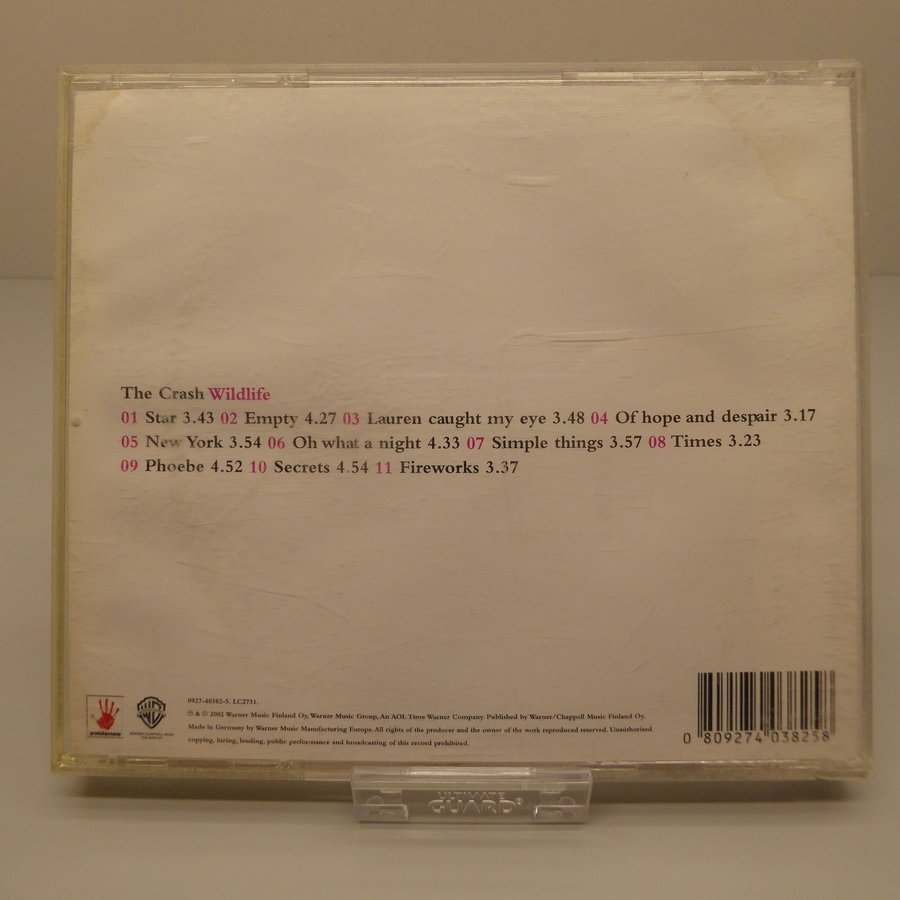 The Crash Wildlife
01 Star 3.43 02 Empty 4.27 03 Lauren caught my eye 3.48 04 Of hope and despair 3.17
05 New York 3.54 06 Oh what a night 4.33 07 Simple things 3.57 08 Times 3.23
09 Phoebe 4.52 10 Secrets 4.54 11 Fireworks 3.37
0927-40382-5. LC2731.
℗ & © 2002 Warner Music Finland Oy, Warner Music Group, An AOL Time Warner Company. Published by Warner/Chappell Music Finland Oy.
Made in Germany by Warner Music Manufacturing Europe. All rights of the producer and the owner of the work reproduced reserved. Unauthorised
copying, hiring, lending, public performance and broadcasting of this record prohibited.
evidence
0 809274 038258
ULTIMATE
GUARD®